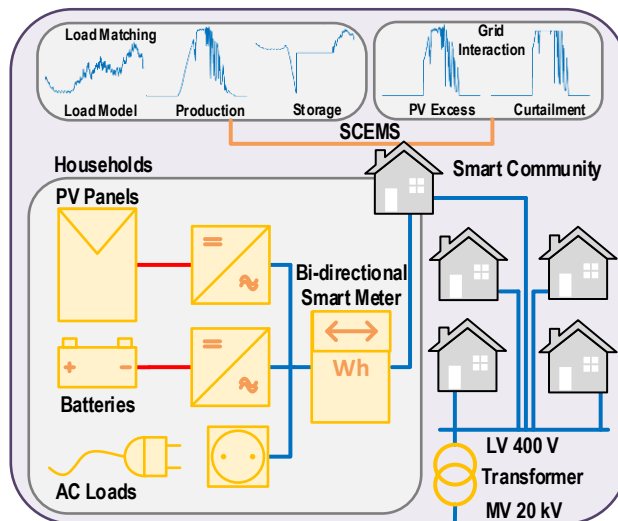 Load Matching
Load Model
Production
Storage
Grid
Interaction
PV Excess
Curtailment
SCEMS
Households
Smart Community
PV Panels
Bi-directional
Smart Meter
Wh
Batteries
AC Loads
LV 400 V
Transformer
MV 20 kV